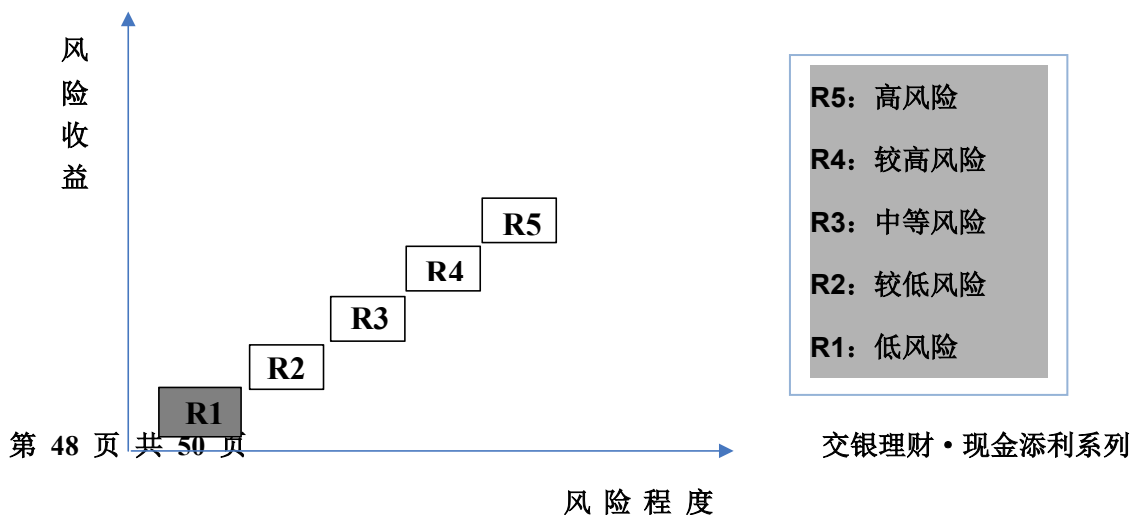 风
险
收
益
R5：高风险
R4：较高风险
R3：中等风险
R2：较低风险
R1：低风险
R5
R4
R3
R2
R1
第 48 页 共 50 页
交银理财·现金添利系列
风 险 程 度